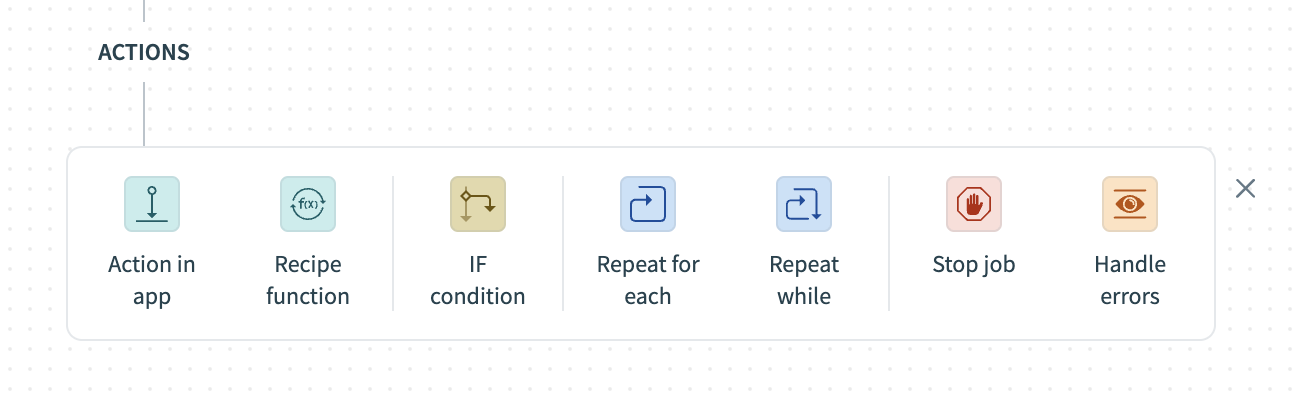 ACTIONS
f(x)
Action in
app
Recipe
function
IF
condition
Repeat for
each
Repeat
while
Stop job
Handle
errors